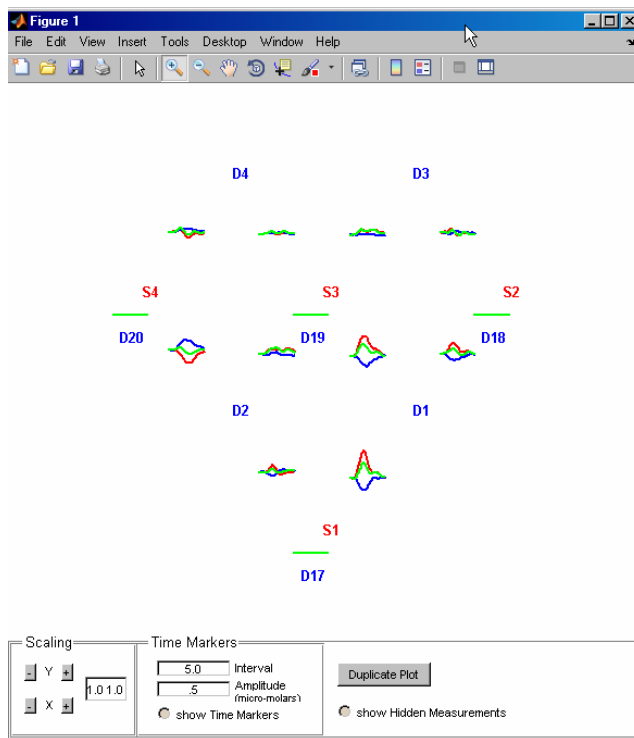 Figure 1
File Edit View Insert Tools Desktop Window Help
D4 D3
S4 S3 S2
D20 D19 D18
D2 D1
S1
D17
Scaling
- Y +
1.0 1.0
- X +
Time Markers
5.0 Interval
.5 Amplitude
(micro-molars)
show Time Markers
Duplicate Plot
show Hidden Measurements